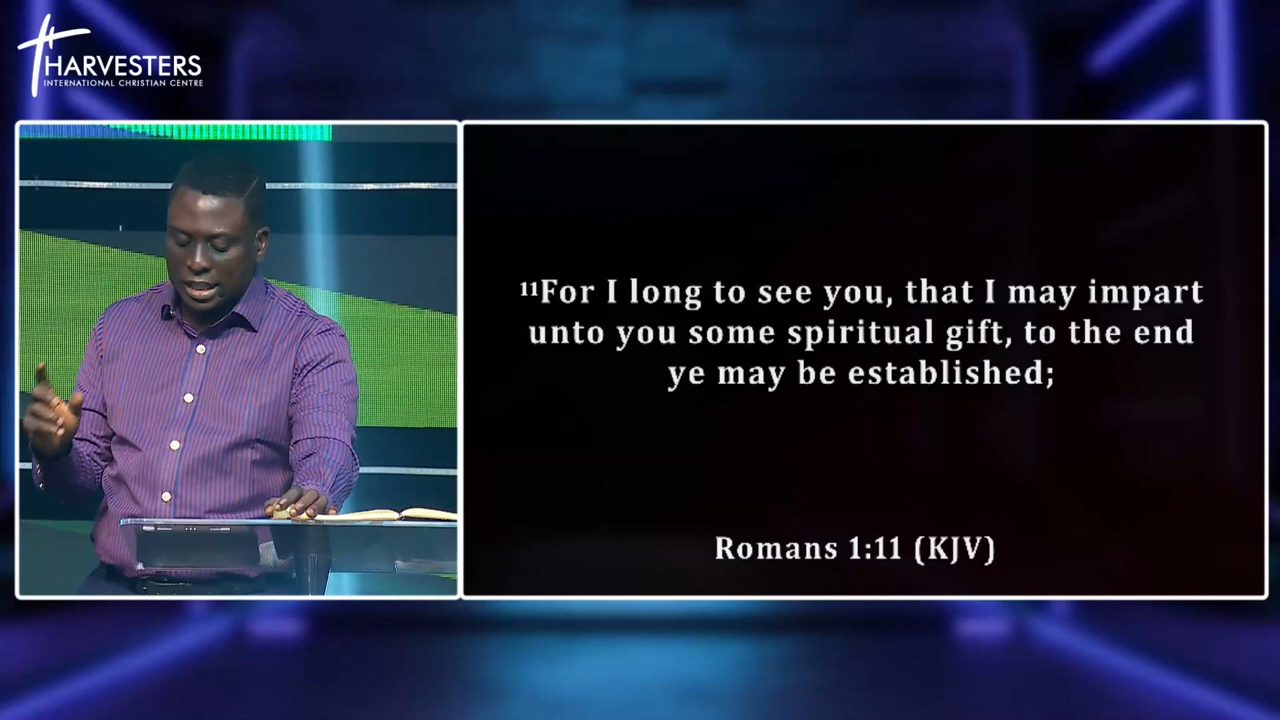 HARVESTERS
INTERNATIONAL CHRISTIAN CENTRE
¹¹For I long to see you, that I may impart
unto you some spiritual gift, to the end
ye may be established;
Romans 1:11 (KJV)